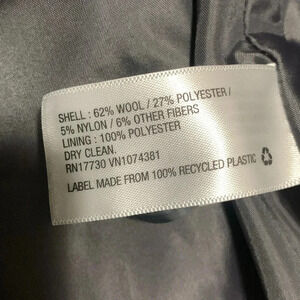 SHELL : 62% WOOL / 27% POLYESTER /
5% NYLON / 6% OTHER FIBERS
LINING : 100% POLYESTER
DRY CLEAN.
RN17730 VN1074381
LABEL MADE FROM 100% RECYCLED PLASTIC